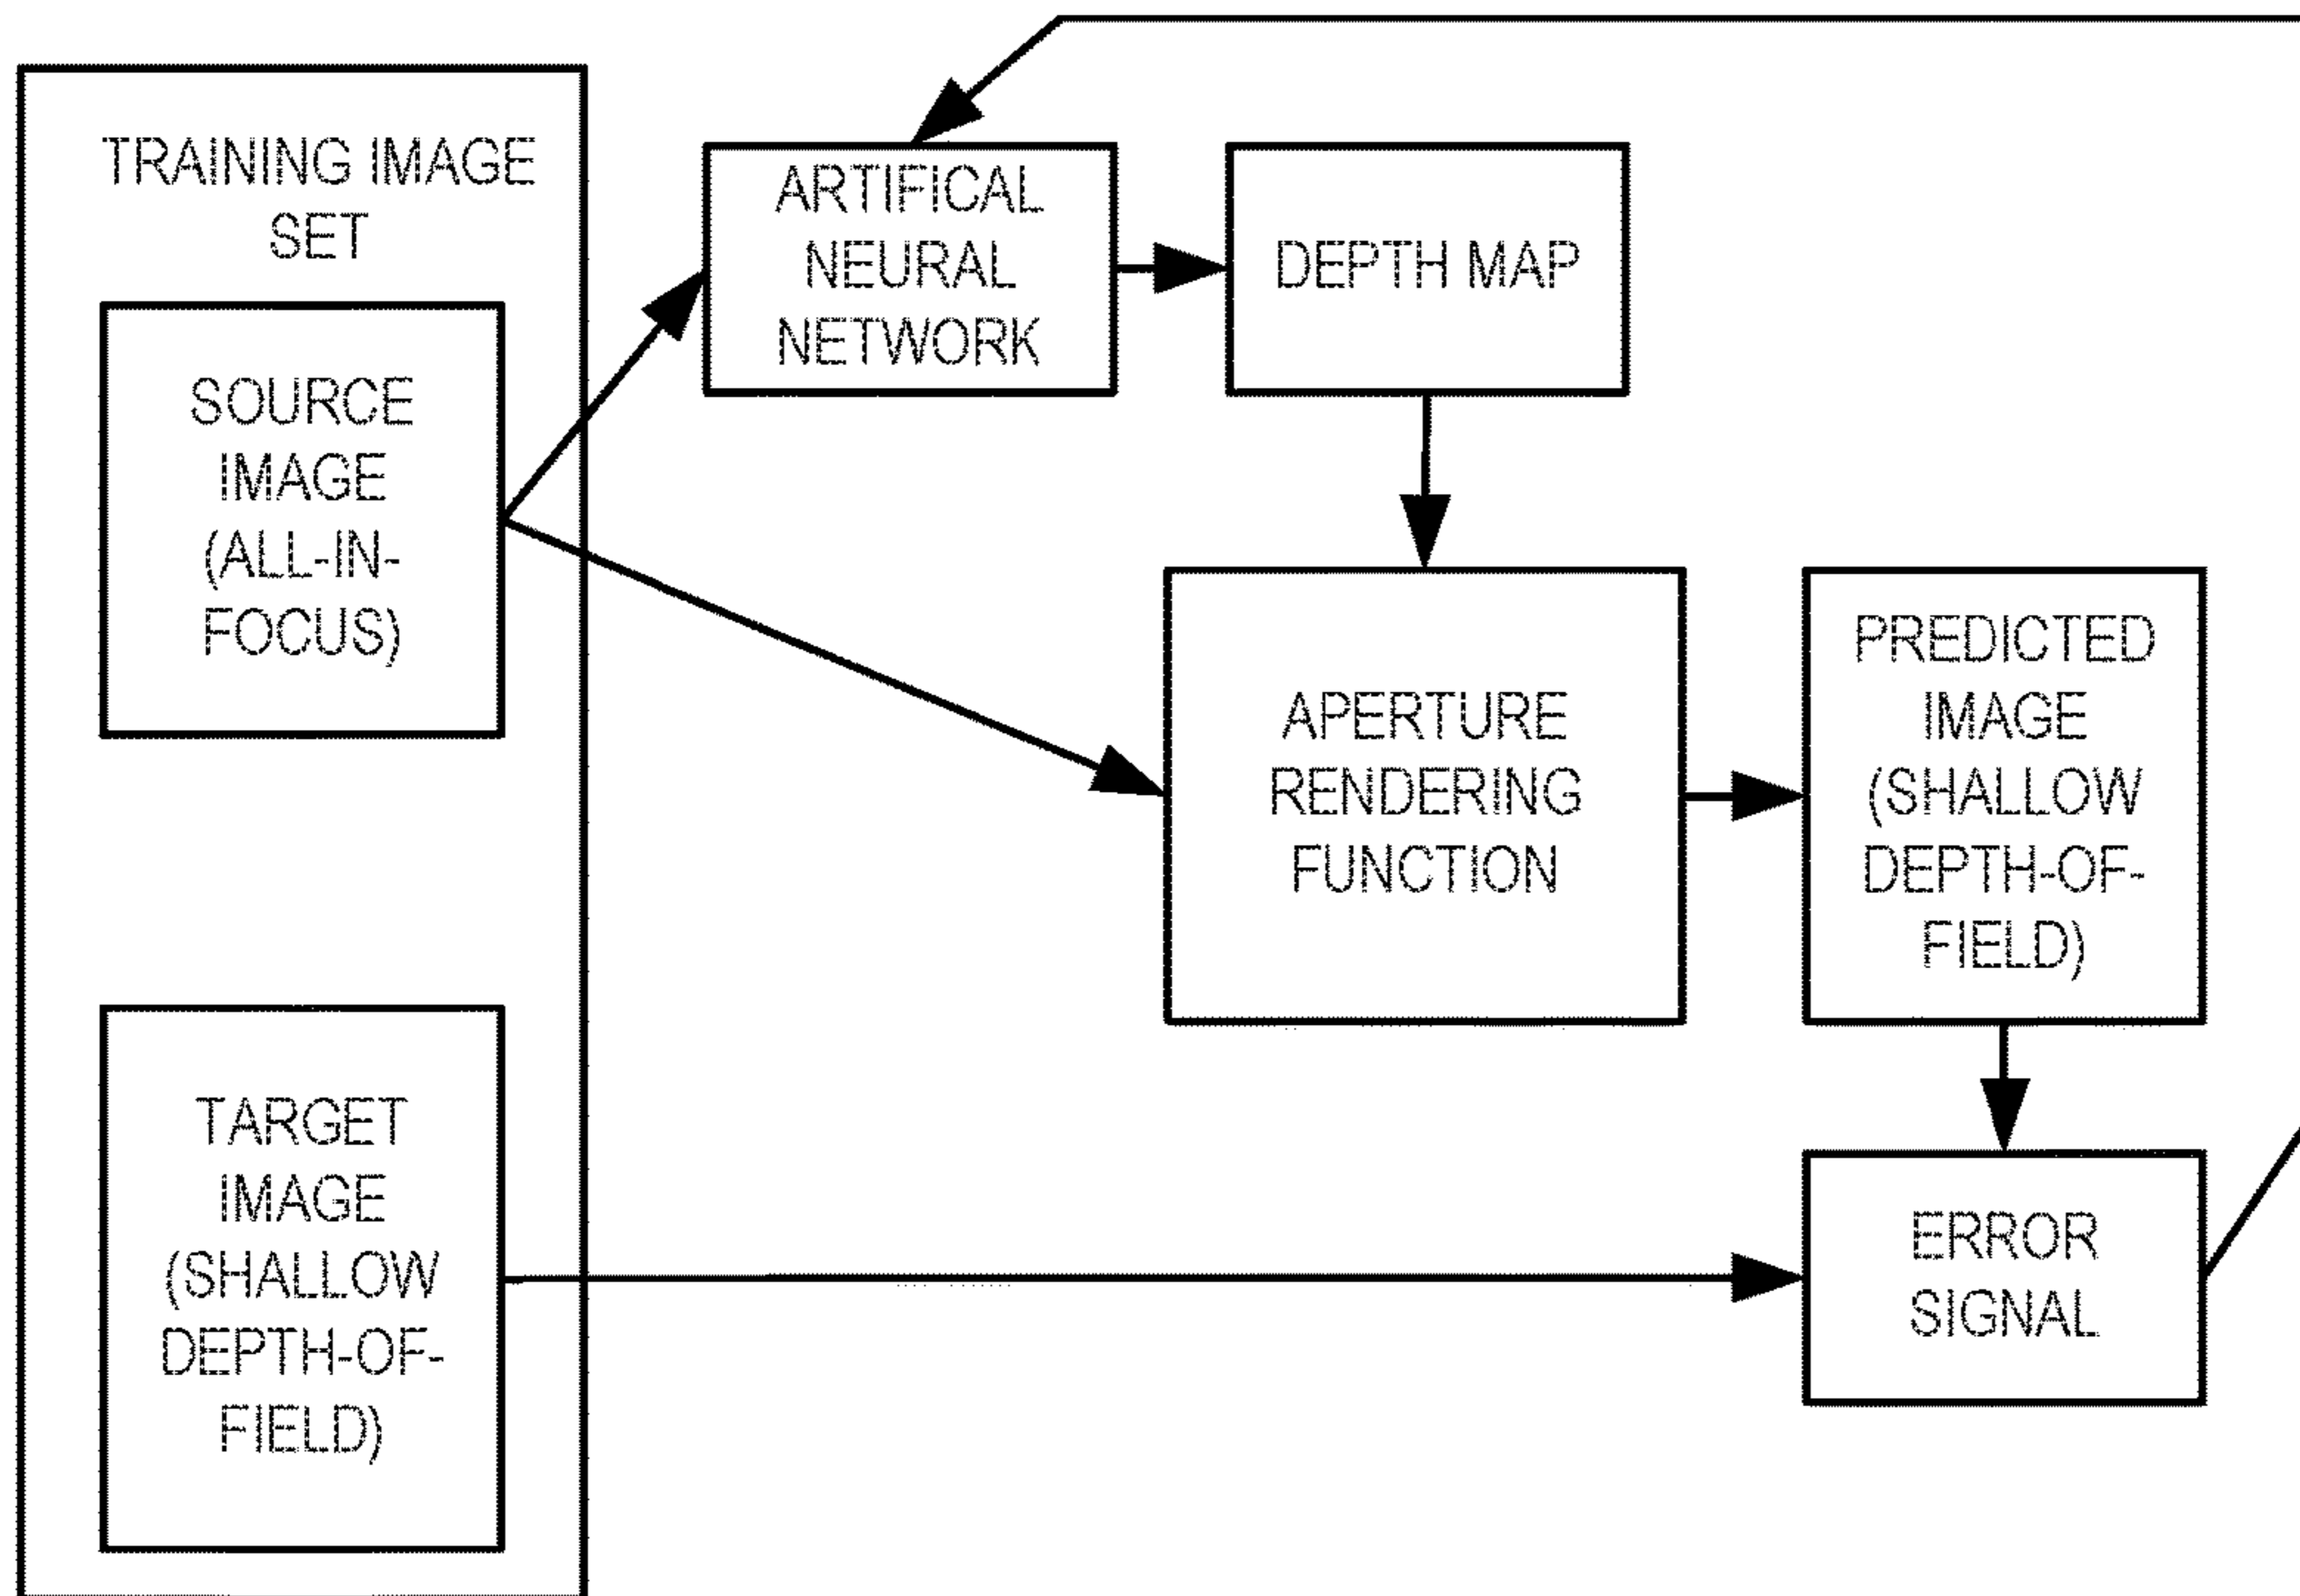 TRAINING IMAGE
SET
SOURCE
IMAGE
(ALL-IN-
FOCUS)
TARGET
IMAGE
(SHALLOW
DEPTH-OF-
FIELD)
ARTIFICAL
NEURAL
NETWORK
DEPTH MAP
APERTURE
RENDERING
FUNCTION
PREDICTED
IMAGE
(SHALLOW
DEPTH-OF-
FIELD)
ERROR
SIGNAL